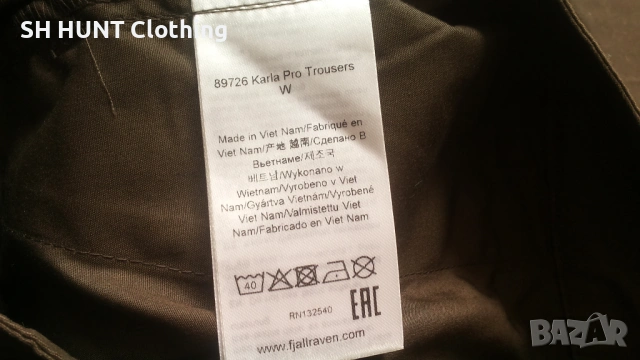 SH HUNT Clothing
89726 Karla Pro Trousers
W
Made in Viet Nam/Fabriqué en
Viet Nam/产地 越南/Сделано В
Вьетнаме/제조국
베트남/Wykonano w
Wietnam/Vyrobeno v Viet
Nam/Gyártva Vietnám/Vyrobené
Viet Nam/Valmistettu Viet
Nam/Fabricado en Viet Nam
40
RN132540
EAC
www.fjallraven.com
BAZAR